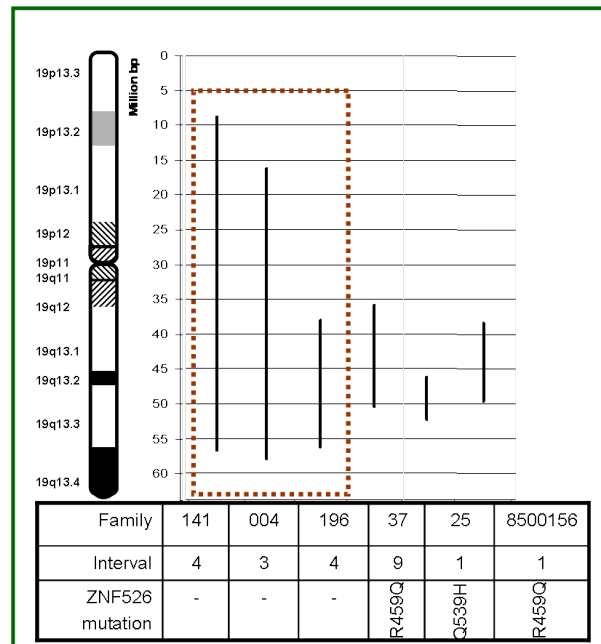 Million bp
0
5
10
15
20
25
30
35
40
45
50
55
60
19p13.3
19p13.2
19p13.1
19p12
19p11
19q11
19q12
19q13.1
19q13.2
19q13.3
19q13.4
Family 141 004 196 37 25 8500156
Interval 4 3 4 9 1 1
ZNF526 mutation - - - R459Q Q539H R459Q